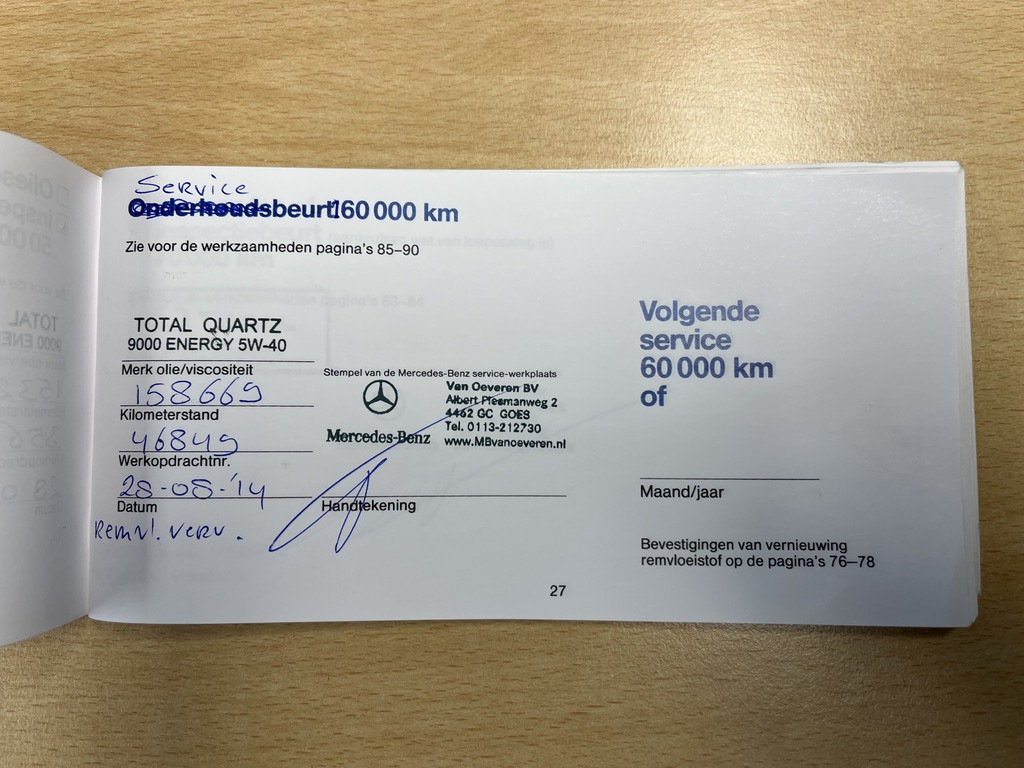 Service
Onderhoudsbeurt 160 000 km
Zie voor de werkzaamheden pagina's 85–90
TOTAL QUARTZ
9000 ENERGY 5W-40
Merk olie/viscositeit
158669
Kilometerstand
46849
Werkopdrachtnr.
28-08-'14
Datum
Remvl. verv.
Stempel van de Mercedes-Benz service-werkplaats
Mercedes-Benz
Van Oeveren BV
Albert Plesmanweg 2
4462 GC GOES
Tel. 0113-212730
www.MBvanoeveren.nl
Handtekening
27
Volgende
service
60 000 km
of
Maand/jaar
Bevestigingen van vernieuwing
remvloeistof op de pagina's 76–78